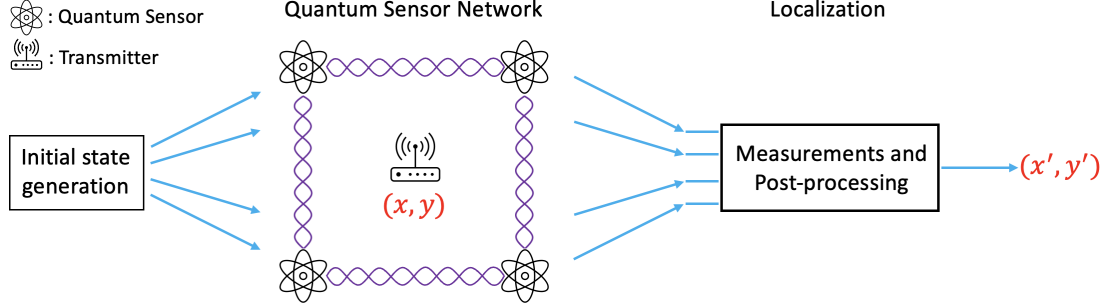 : Quantum Sensor
: Transmitter
Quantum Sensor Network
Localization
Initial state
generation
(x, y)
Measurements and
Post-processing
(x′, y′)